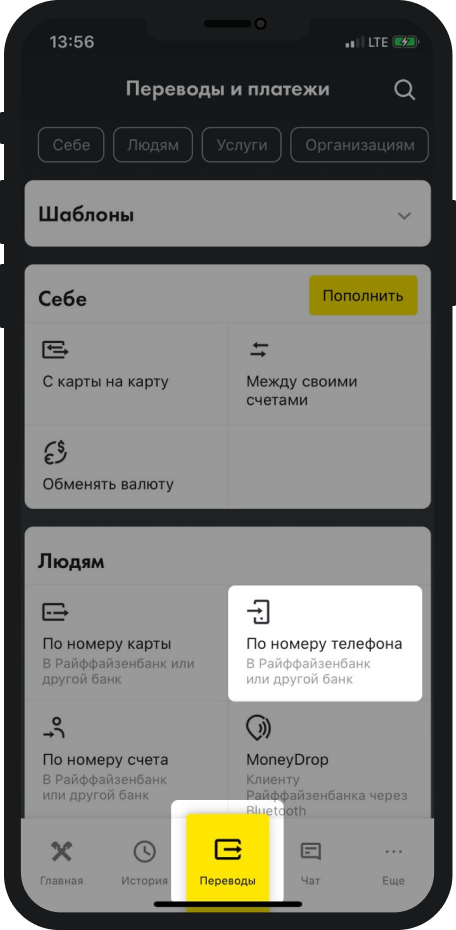 13:56 LTE
Переводы и платежи
Себе Людям Услуги Организациям
Шаблоны
Себе Пополнить
С карты на карту
Между своими
счетами
Обменять валюту
Людям
По номеру карты
В Райффайзенбанк или
другой банк
По номеру телефона
В Райффайзенбанк
или другой банк
По номеру счета
В Райффайзенбанк
или другой банк
MoneyDrop
Клиенту
Райффайзенбанка через
Bluetooth
Главная История Переводы Чат Еще